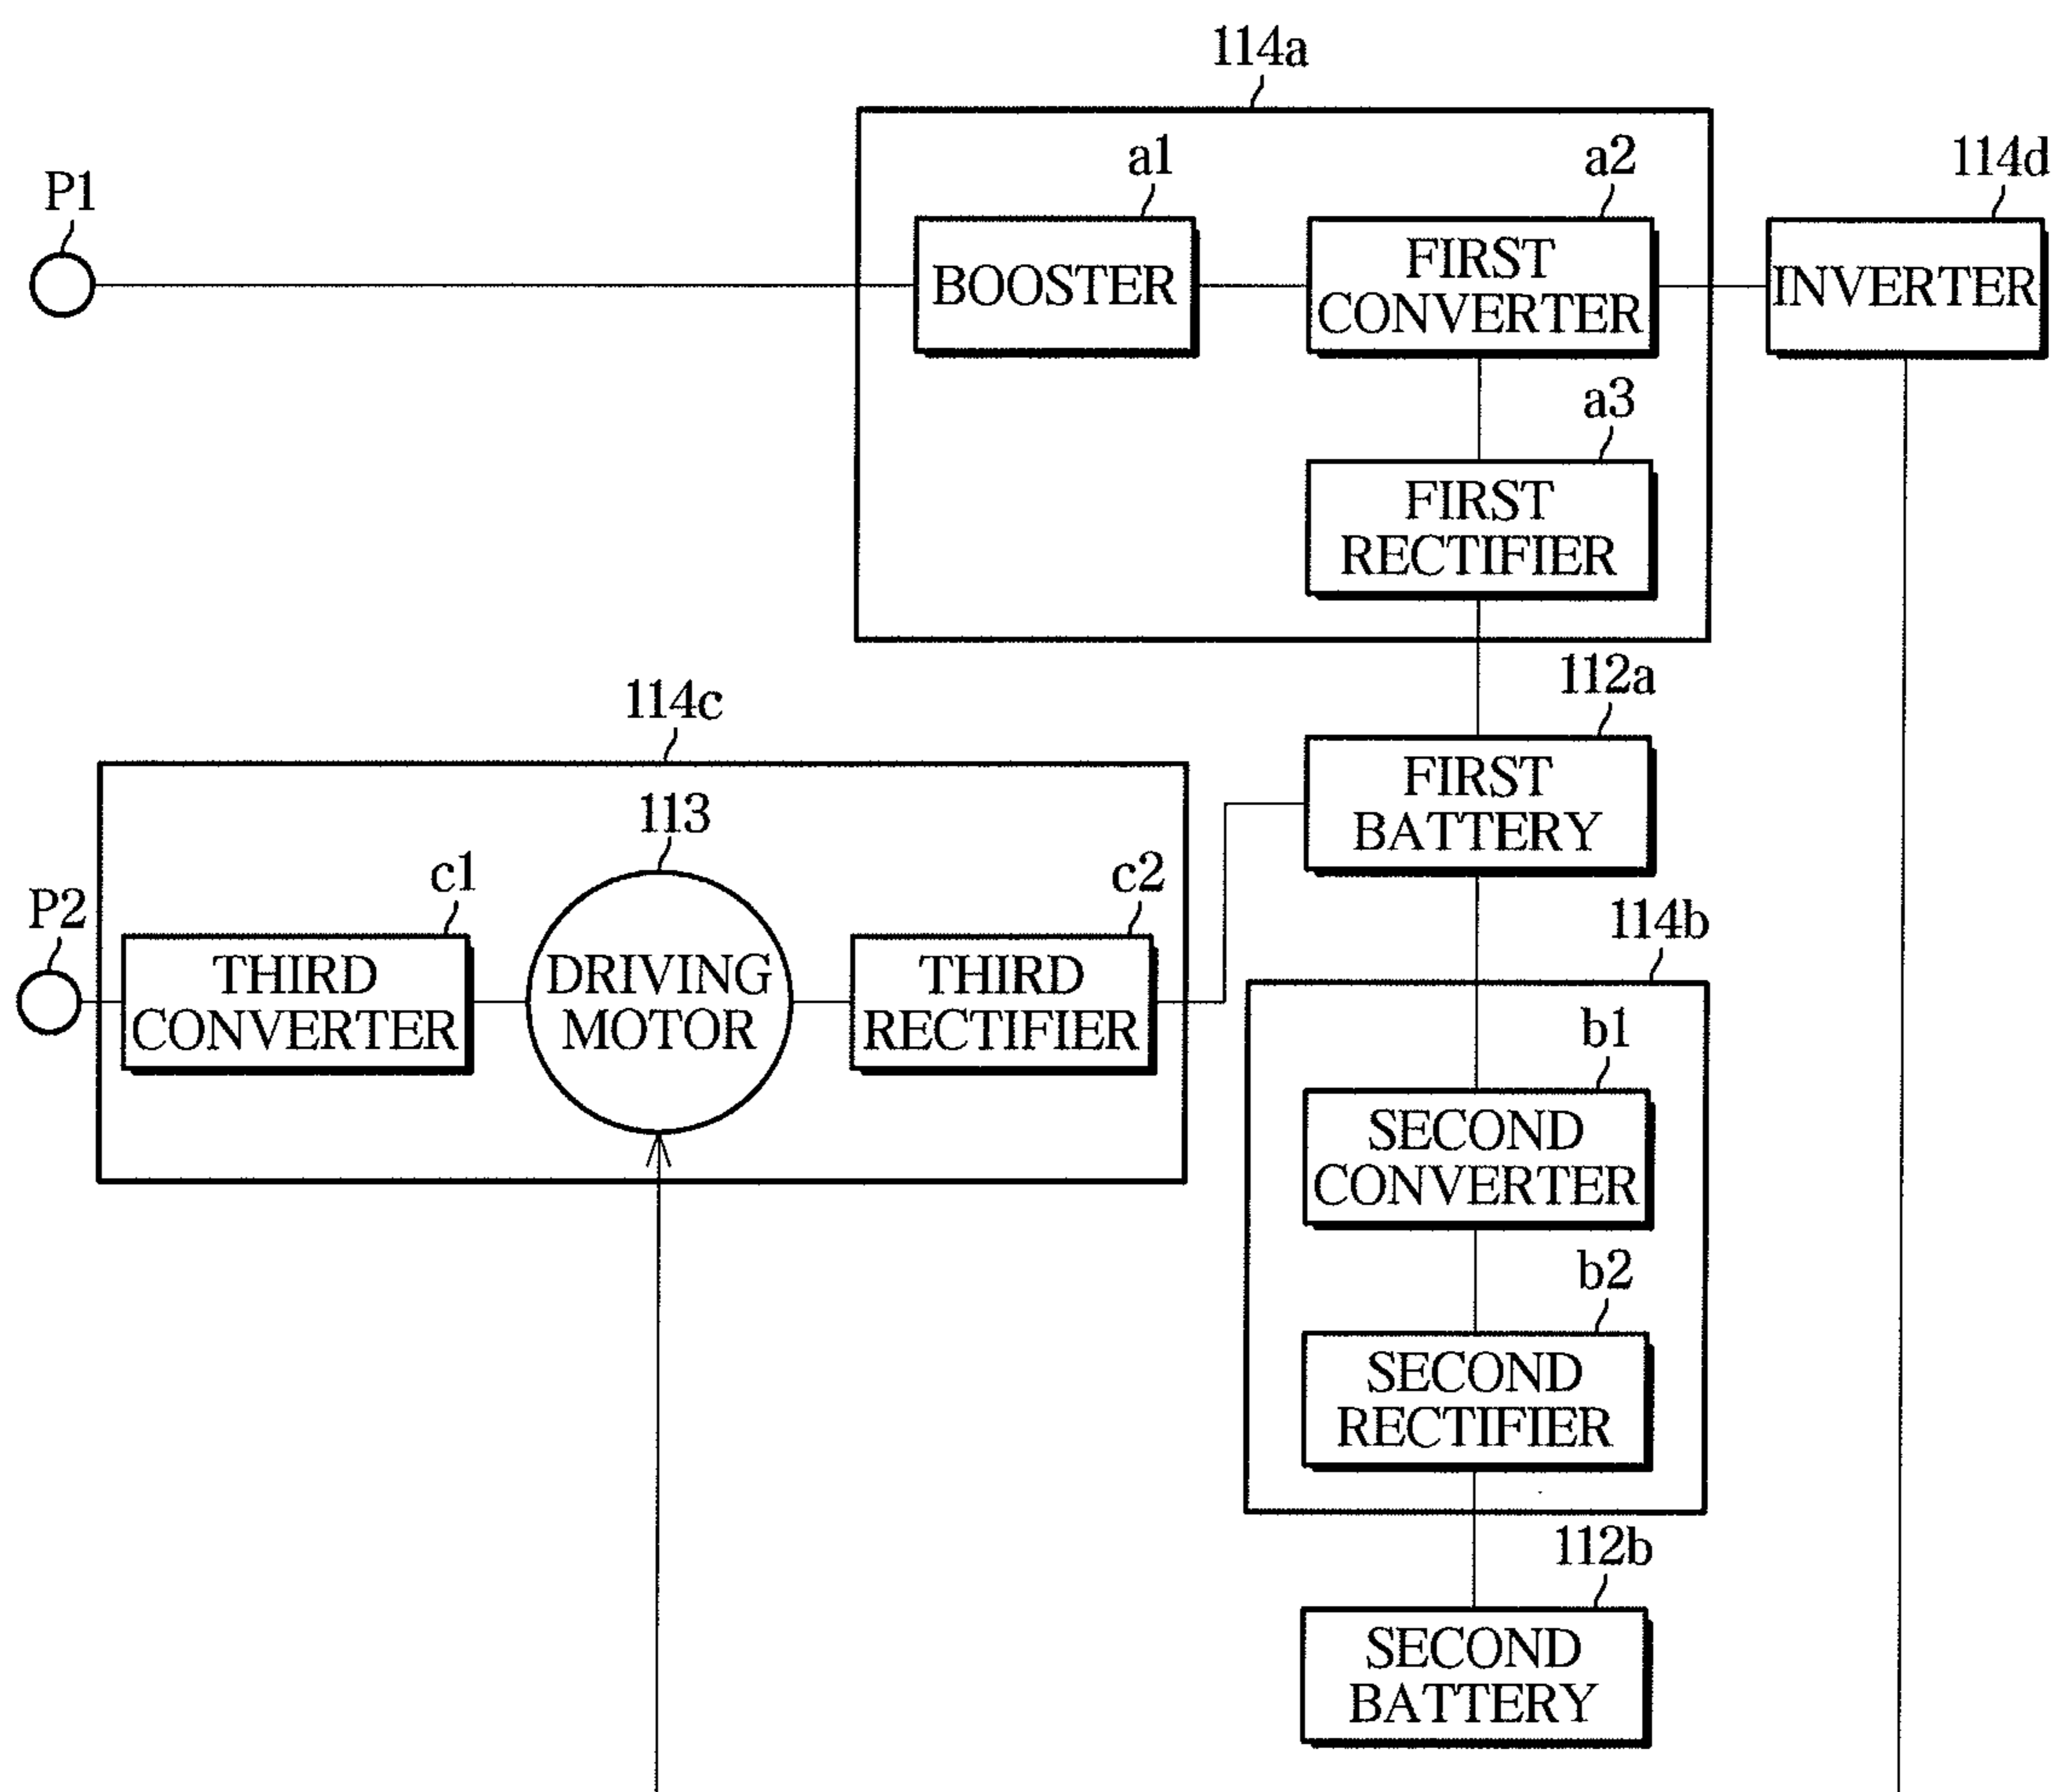 114a
a1
a2
114d
P1
BOOSTER
FIRST
CONVERTER
INVERTER
a3
FIRST
RECTIFIER
112a
114c
FIRST
BATTERY
113
c1
c2
P2
114b
THIRD
CONVERTER
DRIVING
MOTOR
THIRD
RECTIFIER
b1
SECOND
CONVERTER
b2
SECOND
RECTIFIER
112b
SECOND
BATTERY